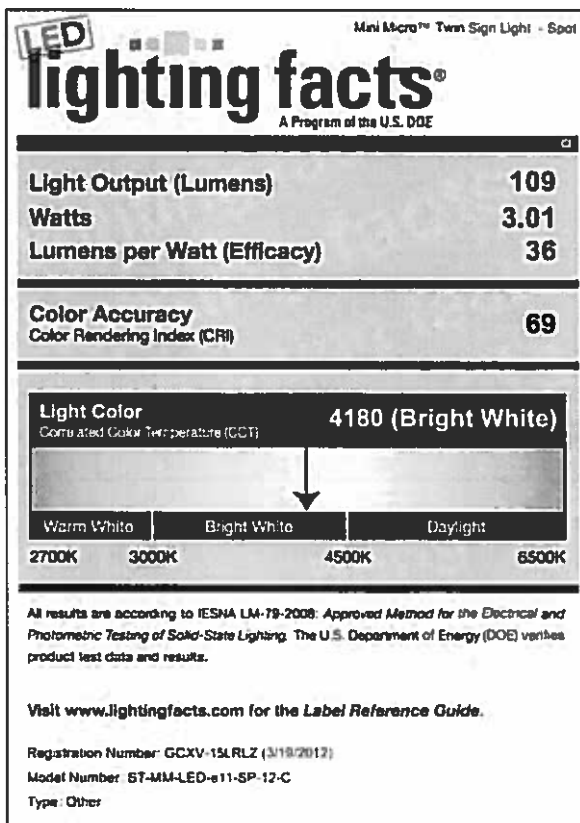 Mini Micro™ Twin Sign Light - Spot
LED
lighting facts®
A Program of the U.S. DOE
Light Output (Lumens) 109
Watts 3.01
Lumens per Watt (Efficacy) 36
Color Accuracy 69
Color Rendering Index (CRI)
Light Color 4180 (Bright White)
Correlated Color Temperature (CCT)
Warm White Bright White Daylight
2700K 3000K 4500K 6500K
All results are according to IESNA LM-79-2008: Approved Method for the Electrical and
Photometric Testing of Solid-State Lighting. The U.S. Department of Energy (DOE) verifies
product test data and results.
Visit www.lightingfacts.com for the Label Reference Guide.
Registration Number: GCXV-15LRLZ (3/19/2012)
Model Number: ST-MM-LED-e11-SP-12-C
Type: Other